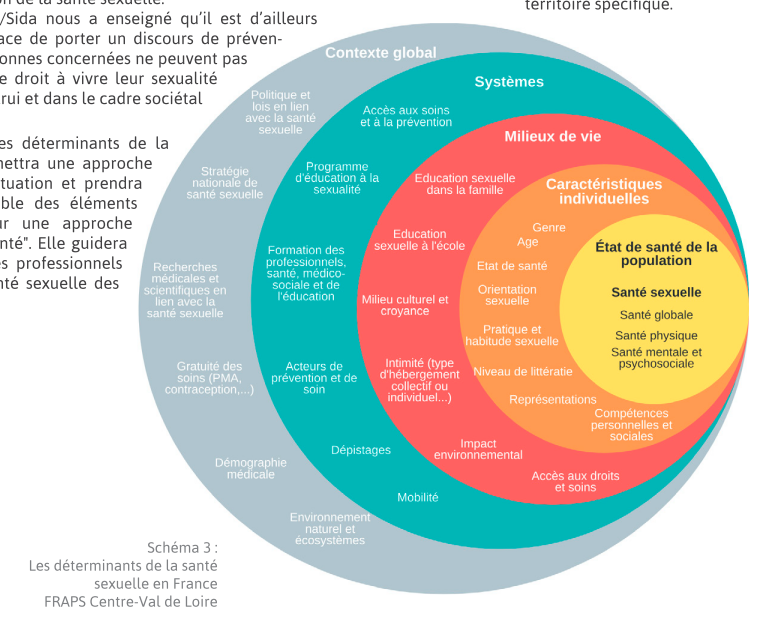 on de la santé sexuelle.
/Sida nous a enseigné qu'il est d'ailleurs
ace de porter un discours de préven-
onnes concernées ne peuvent pas
e droit à vivre leur sexualité
rui et dans le cadre sociétal
es déterminants de la
mettra une approche
tuation et prendra
ble des éléments
ur une approche
nté". Elle guidera
es professionnels
nté sexuelle des
territoire spécifique.
Contexte global
Politique et
lois en lien
avec la santé
sexuelle
Stratégie
nationale de
santé sexuelle
Recherches
médicales et
scientifiques en
lien avec la
santé sexuelle
Gratuité des
soins (PMA,
contraception,...)
Démographie
médicale
Environnement
naturel et
écosystèmes
Systèmes
Accès aux soins
et à la prévention
Programme
d'éducation à la
sexualité
Formation des
professionnels,
santé, médico-
sociale et de
l'éducation
Acteurs de
prévention et de
soin
Dépistages
Mobilité
Milieux de vie
Education sexuelle
dans la famille
Education
sexuelle à l'école
Milieu culturel et
croyance
Intimité (type
d'hébergement
collectif ou
individuel...)
Impact
environnemental
Accès aux droits
et soins
Caractéristiques
individuelles
Genre
Age
Etat de santé
Orientation
sexuelle
Pratique et
habitude sexuelle
Niveau de littératie
Représentations
Compétences
personnelles et
sociales
État de santé de la
population
Santé sexuelle
Santé globale
Santé physique
Santé mentale et
psychosociale
Schéma 3 :
Les déterminants de la santé
sexuelle en France
FRAPS Centre-Val de Loire